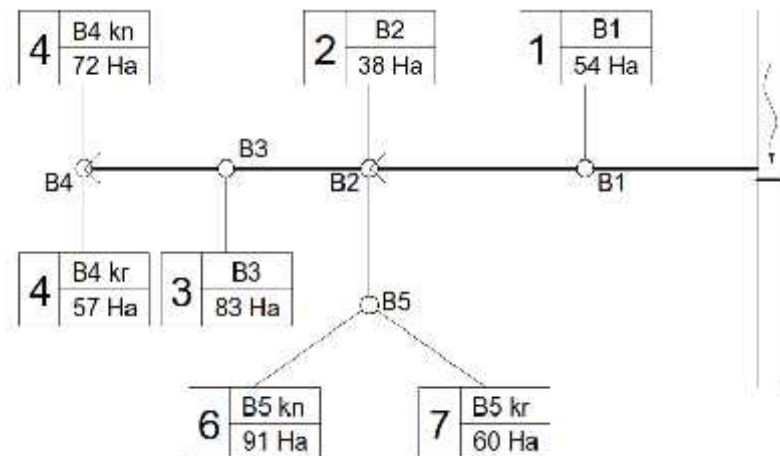 4 B4 kn
72 Ha
2 B2
38 Ha
1 B1
54 Ha
B3
B4
B2
B1
4 B4 kr
57 Ha
3 B3
83 Ha
B5
6 B5 kn
91 Ha
7 B5 kr
60 Ha